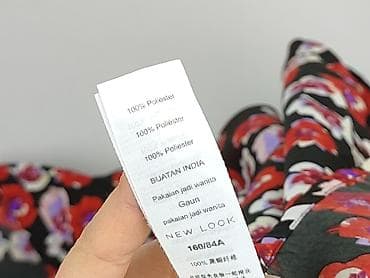 100% Poliester
100% Poliester
100% Poliester
BUATAN INDIA
Pakaian jadi wanita
Gaun
pakaian jadi wanita
NEW LOOK
160/84A
100%